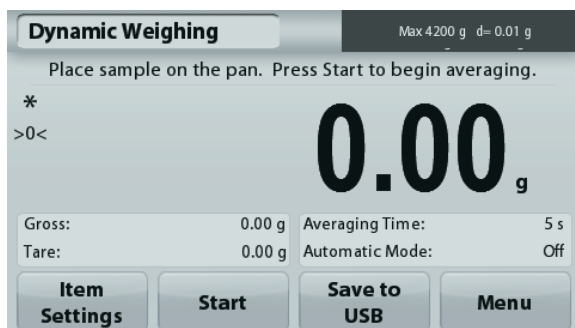 Dynamic Weighing
Max 4200 g d= 0.01 g
Place sample on the pan. Press Start to begin averaging.
*
>0<
0.00 g
Gross: 0.00 g
Tare: 0.00 g
Averaging Time: 5 s
Automatic Mode: Off
Item Settings
Start
Save to USB
Menu